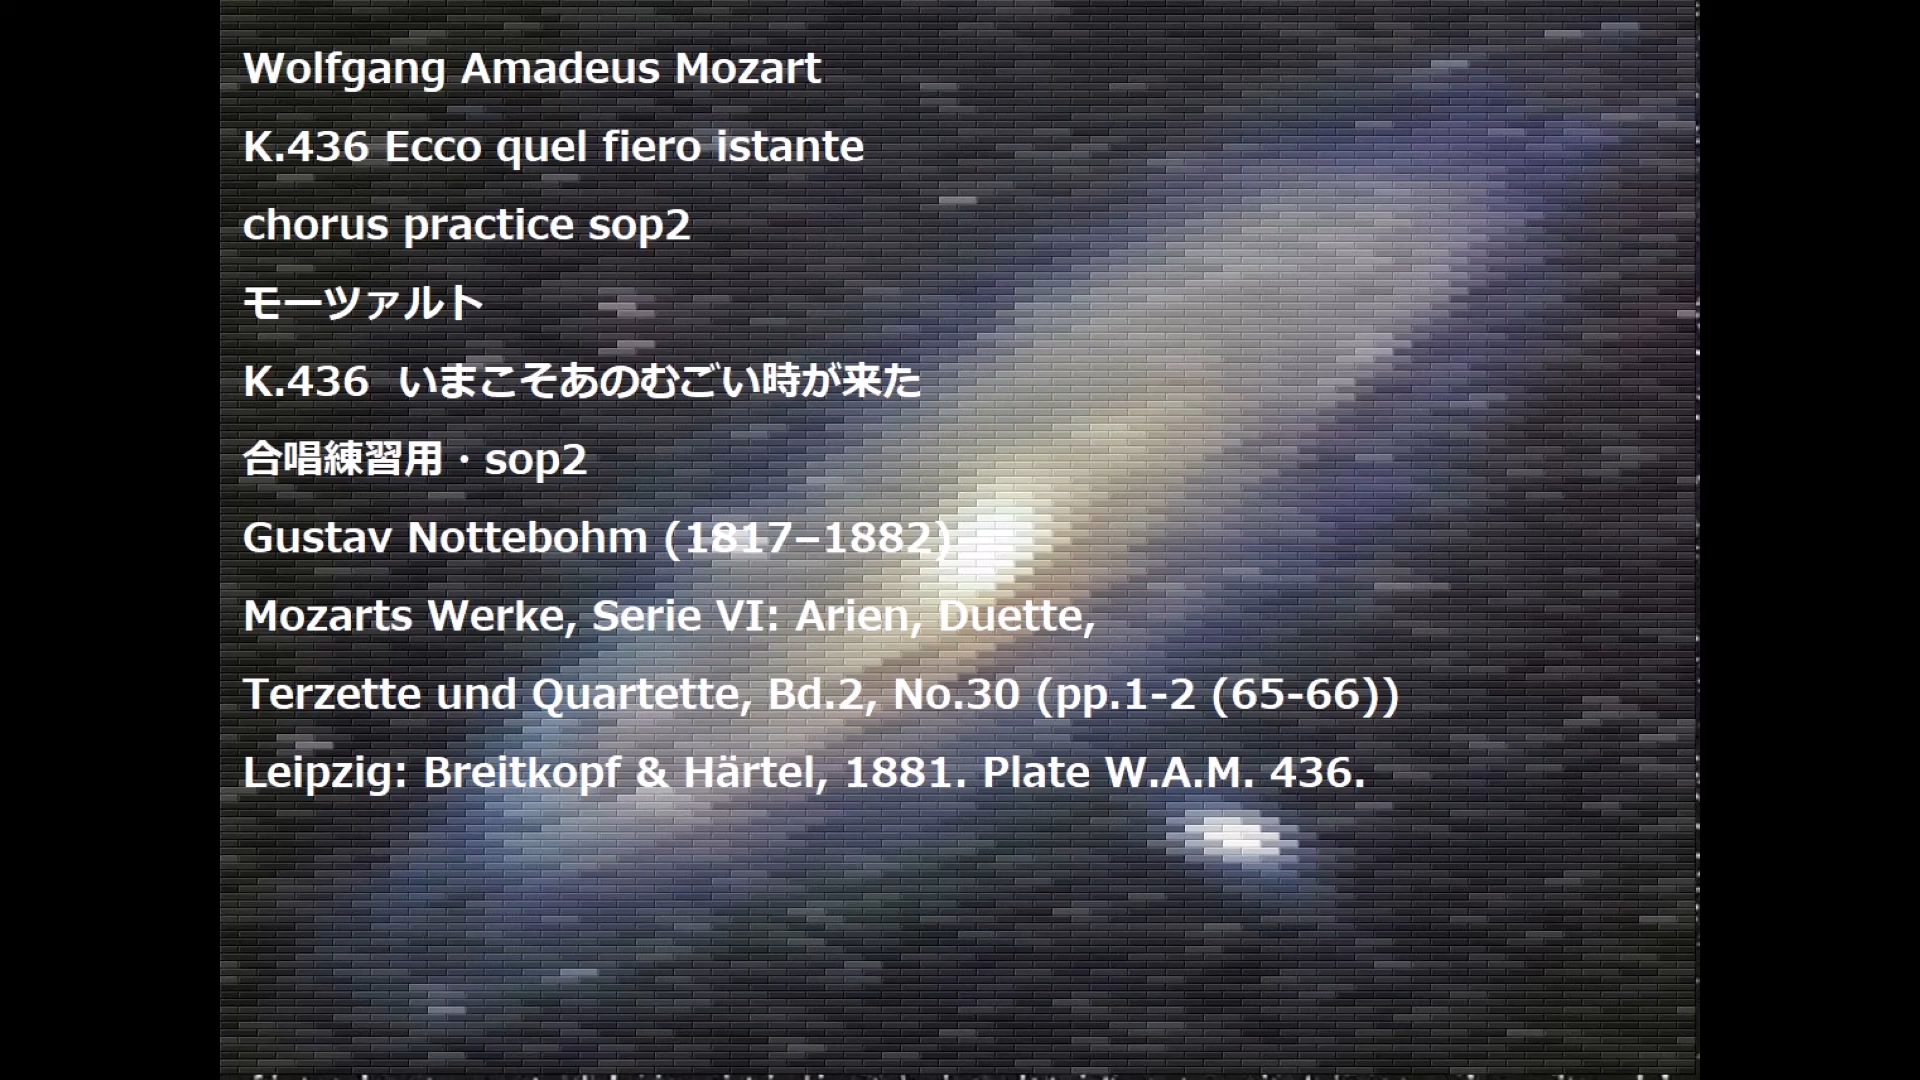 Wolfgang Amadeus Mozart
K.436 Ecco quel fiero istante
chorus practice sop2
モーツァルト
K.436 いまこそあのむごい時が来た
合唱練習用・sop2
Gustav Nottebohm (1817–1882)
Mozarts Werke, Serie VI: Arien, Duette,
Terzette und Quartette, Bd.2, No.30 (pp.1-2 (65-66))
Leipzig: Breitkopf & Härtel, 1881. Plate W.A.M. 436.